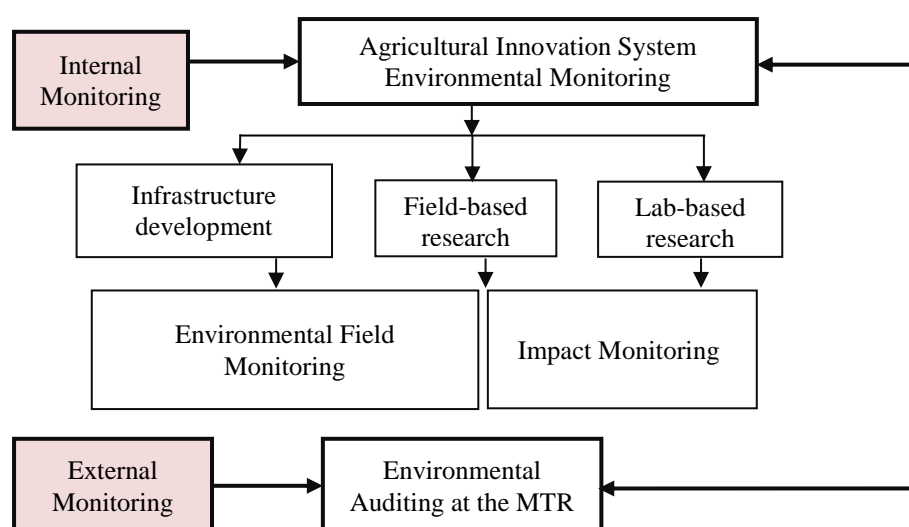 Internal
Monitoring
Agricultural Innovation System
Environmental Monitoring
Infrastructure
development
Field-based
research
Lab-based
research
Environmental Field
Monitoring
Impact Monitoring
External
Monitoring
Environmental
Auditing at the MTR